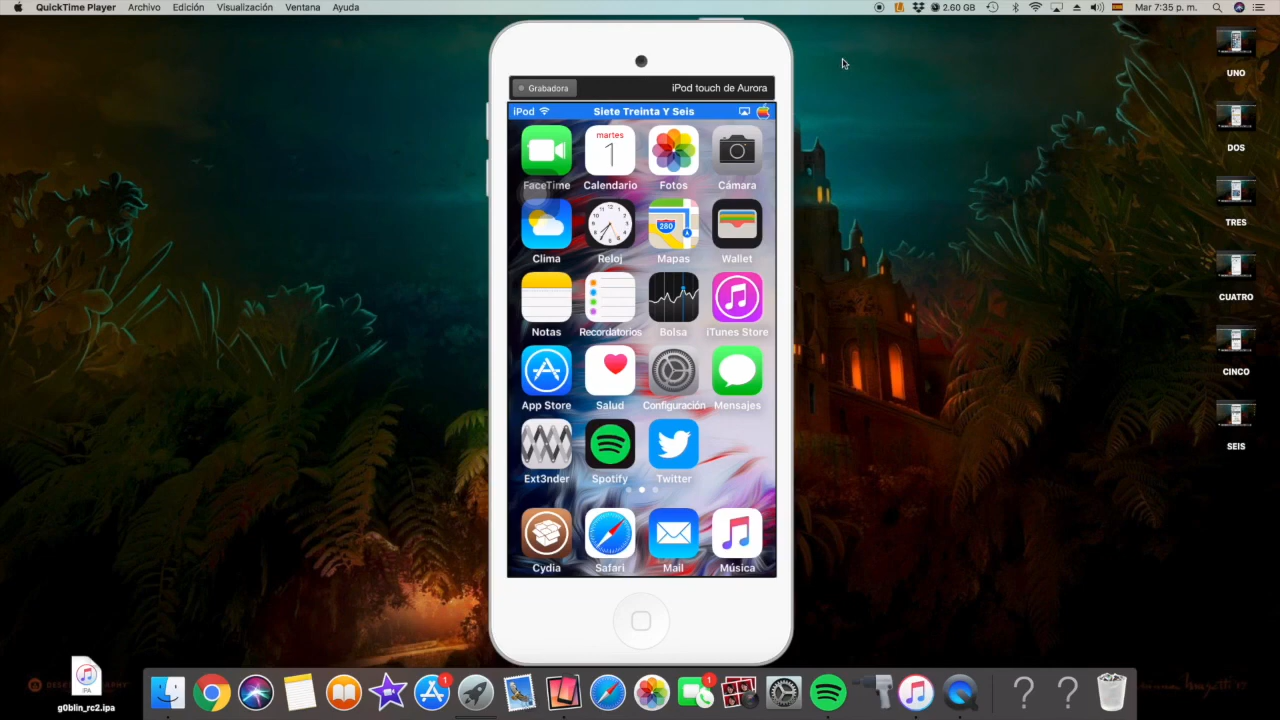 QuickTime Player Archivo Edición Visualización Ventana Ayuda
2.60 GB Mar 7:35 p. m.
Grabadora iPod touch de Aurora
iPod Siete Treinta Y Seis
martes
1
FaceTime Calendario Fotos Cámara
280
Clima Reloj Mapas Wallet
Notas Recordatorios Bolsa iTunes Store
App Store Salud Configuración Mensajes
Ext3nder Spotify Twitter
Cydia Safari Mail Música
UNO
DOS
TRES
CUATRO
CINCO
SEIS
IPA
g0blin_rc2.ipa
1
1